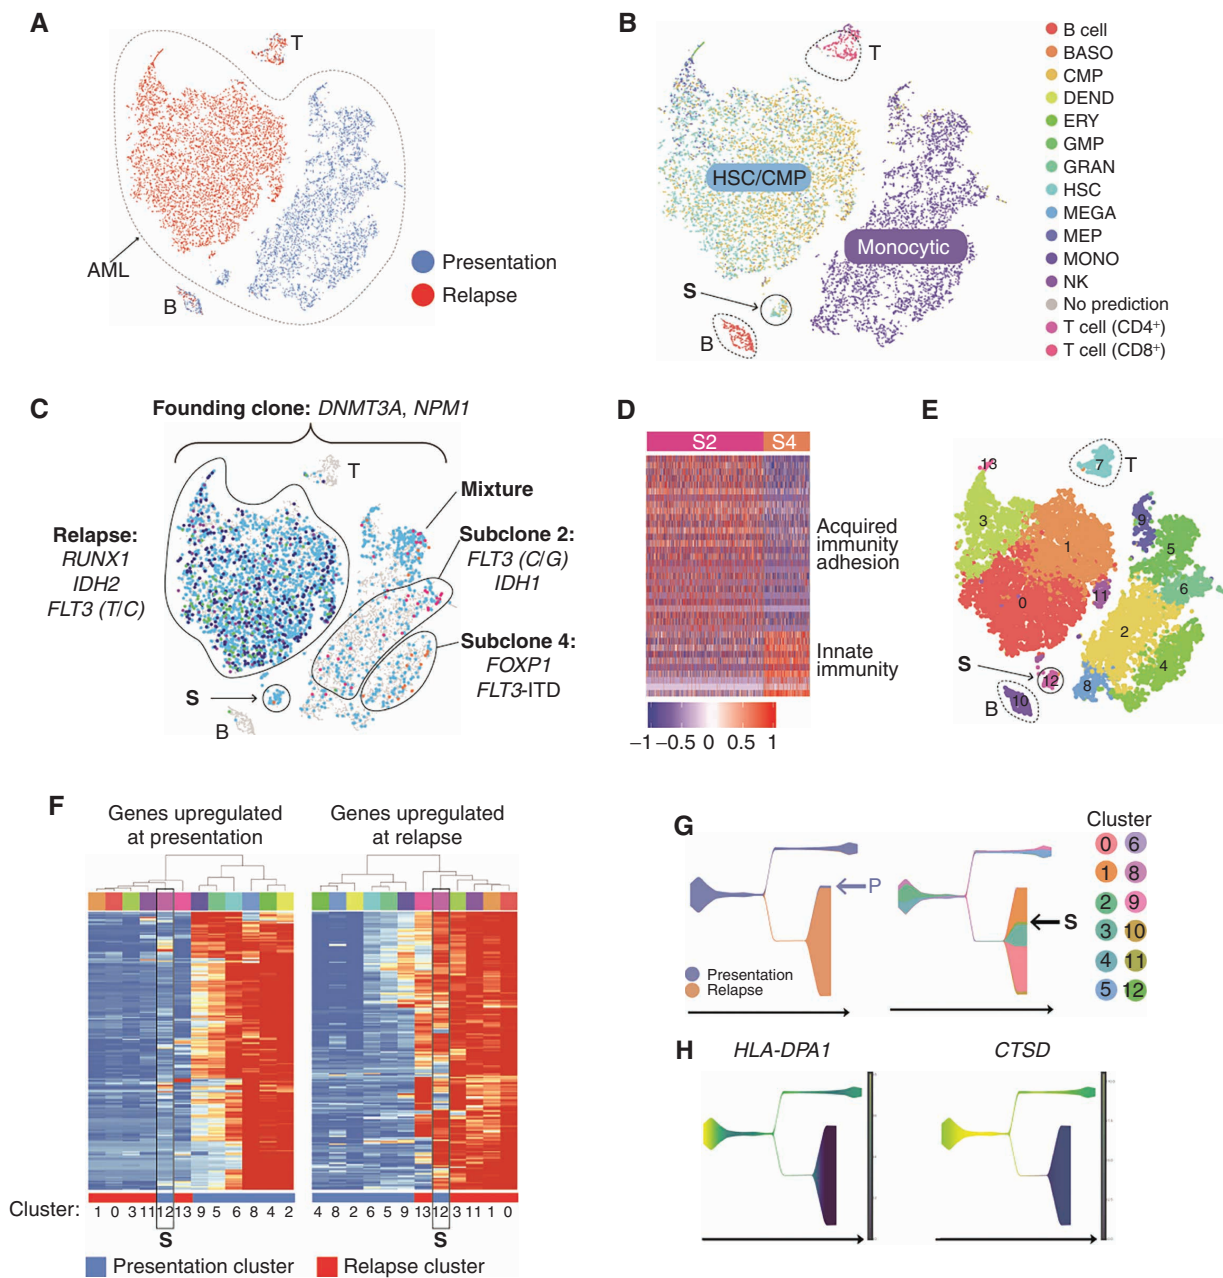 A
T
AML
B
Presentation
Relapse
B
T
HSC/CMP
Monocytic
S
B
B cell
BASO
CMP
DEND
ERY
GMP
GRAN
HSC
MEGA
MEP
MONO
NK
No prediction
T cell (CD4+)
T cell (CD8+)
C
Founding clone: DNMT3A, NPM1
T
Mixture
Relapse:
RUNX1
IDH2
FLT3 (T/C)
Subclone 2:
FLT3 (C/G)
IDH1
Subclone 4:
FOXP1
FLT3-ITD
S
B
D
S2 S4
Acquired
immunity
adhesion
Innate
immunity
−1 −0.5 0 0.5 1
E
13
7 T
3
9
1
5
11
6
0
2
S
12
8
4
B 10
F
Genes upregulated
at presentation
Genes upregulated
at relapse
Cluster: 1 0 3 11 12 13 9 5 6 8 4 2
4 8 2 6 5 9 13 12 3 11 1 0
S
S
Presentation cluster
Relapse cluster
G
P
Presentation
Relapse
S
Cluster
0 6
1 8
2 9
3 10
4 11
5 12
H
HLA-DPA1
CTSD